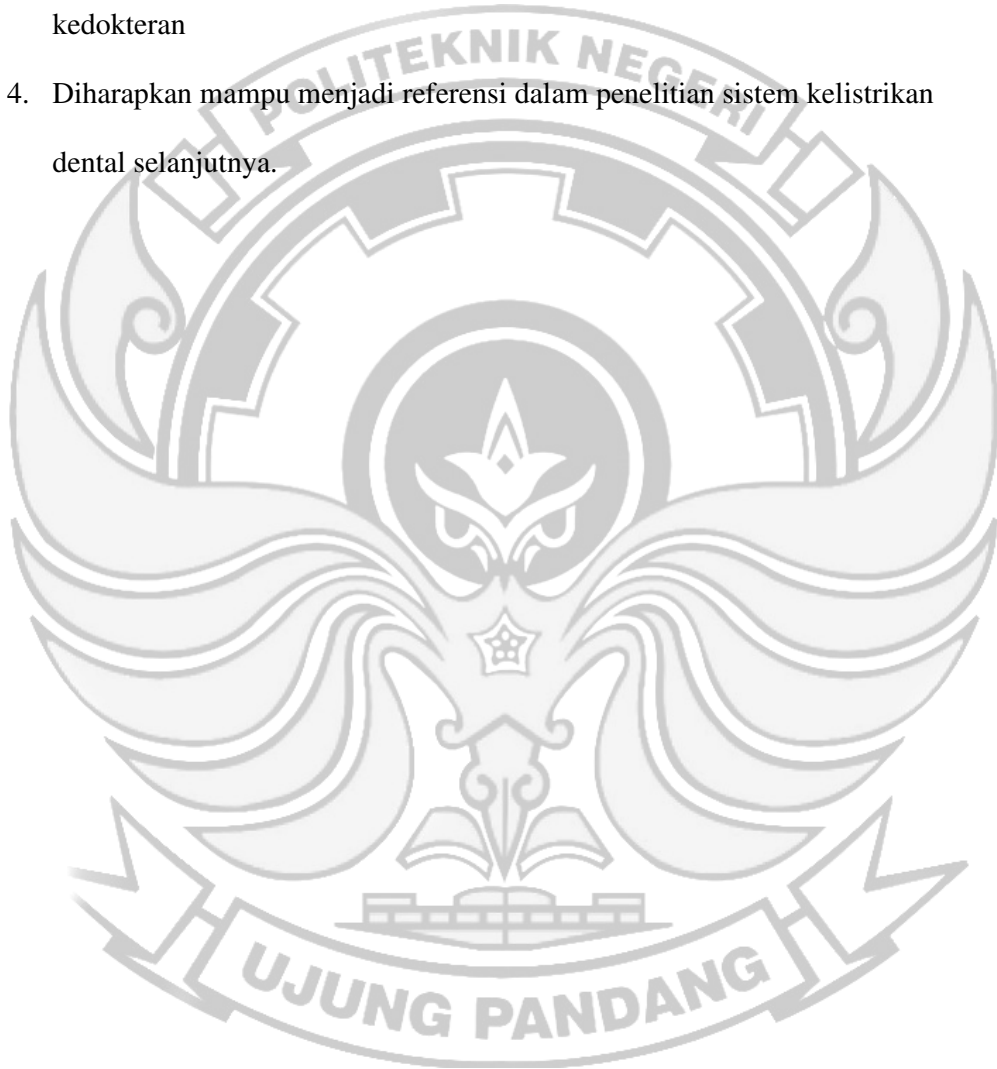 kedokteran
POLITEKNIK NEGERI
4. Diharapkan mampu menjadi referensi dalam penelitian sistem kelistrikan
dental selanjutnya.
UJUNG PANDANG